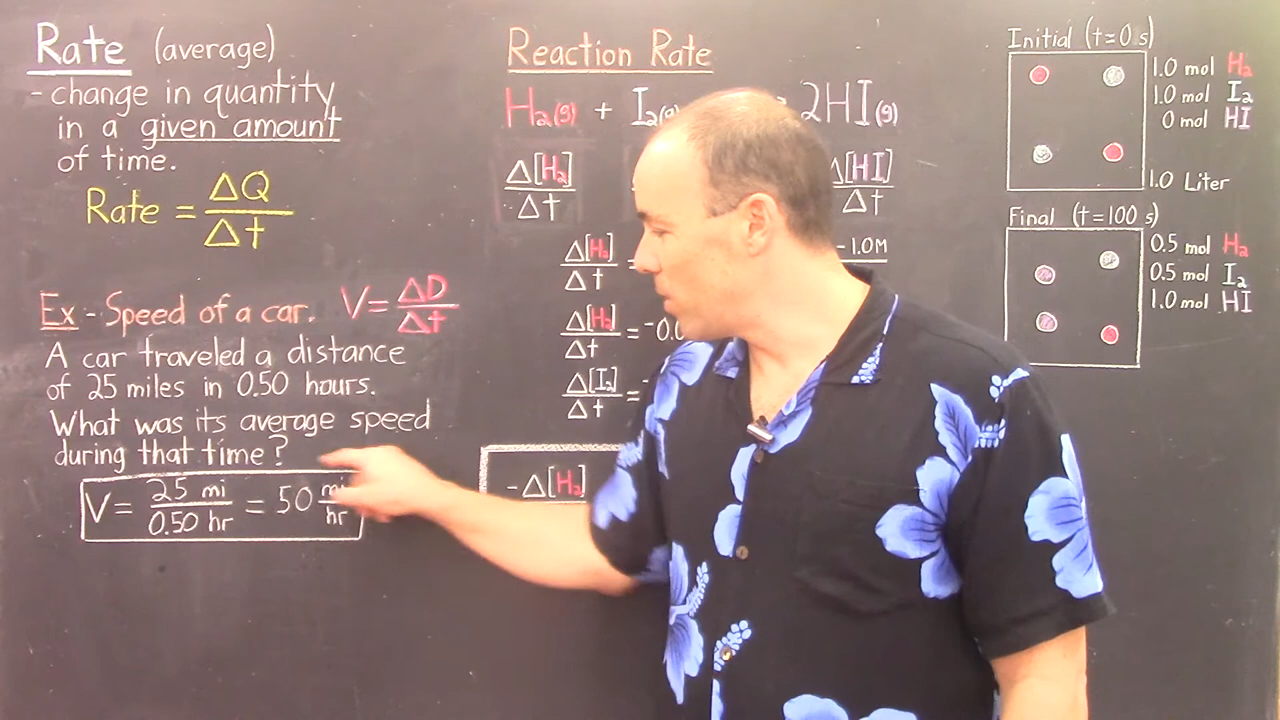 Rate (average)
- change in quantity
in a given amount
of time.
Rate = ΔQ / Δt
Ex - Speed of a car. V = ΔD / Δt
A car traveled a distance
of 25 miles in 0.50 hours.
What was its average speed
during that time?
V = 25 mi / 0.50 hr = 50 mi / hr
Reaction Rate
H₂(g) + I₂(g) 2HI(g)
Δ[H₂] / Δt Δ[HI] / Δt
Δ[H₂] / Δt = - 1.0M
Δ[H₂] / Δt = -0.0
Δ[I₂] / Δt = -
-Δ[H₂]
Initial (t=0 s)
1.0 mol H₂
1.0 mol I₂
0 mol HI
1.0 Liter
Final (t=100 s)
0.5 mol H₂
0.5 mol I₂
1.0 mol HI